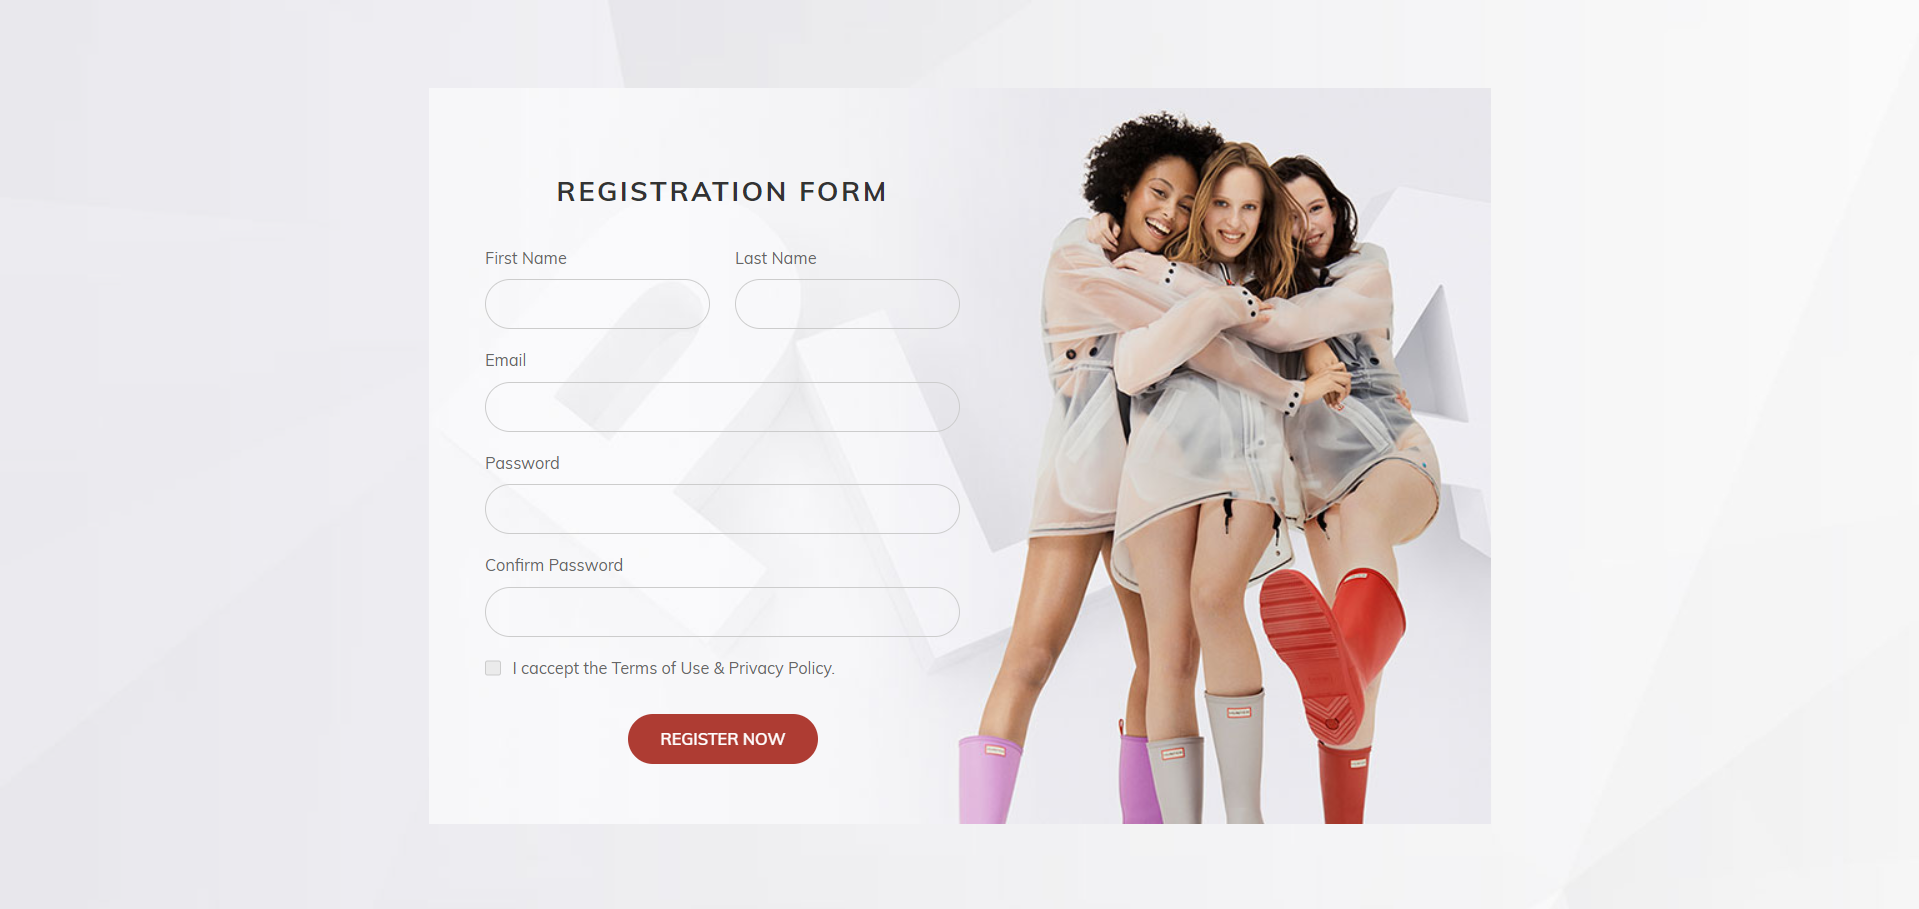 REGISTRATION FORM
First Name
Last Name
Email
Password
Confirm Password
I caccept the Terms of Use & Privacy Policy.
REGISTER NOW